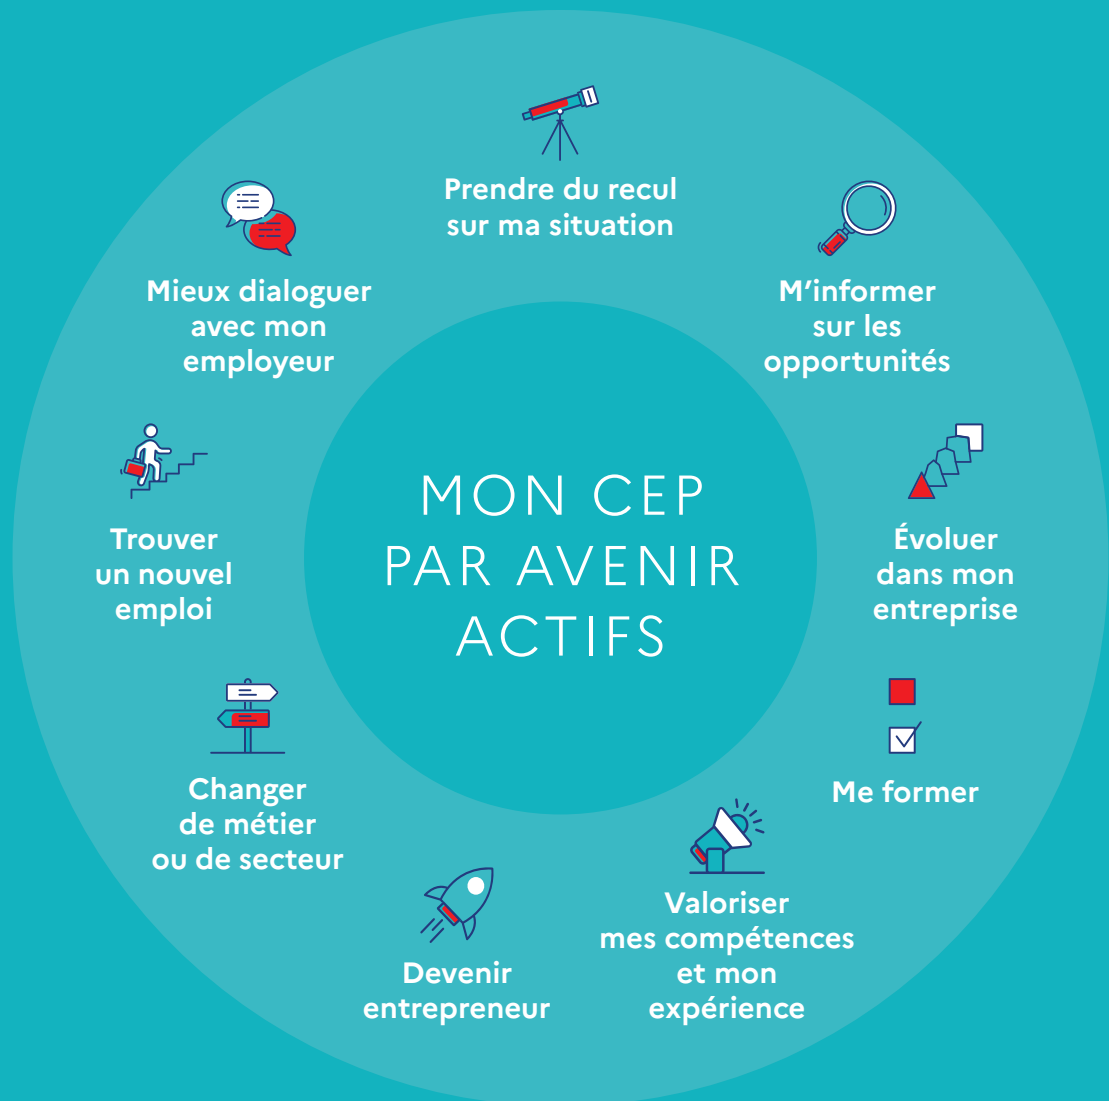 Prendre du recul
sur ma situation
M'informer
sur les
opportunités
Évoluer
dans mon
entreprise
Me former
Valoriser
mes compétences
et mon
expérience
Devenir
entrepreneur
Changer
de métier
ou de secteur
Trouver
un nouvel
emploi
Mieux dialoguer
avec mon
employeur
MON CEP
PAR AVENIR
ACTIFS